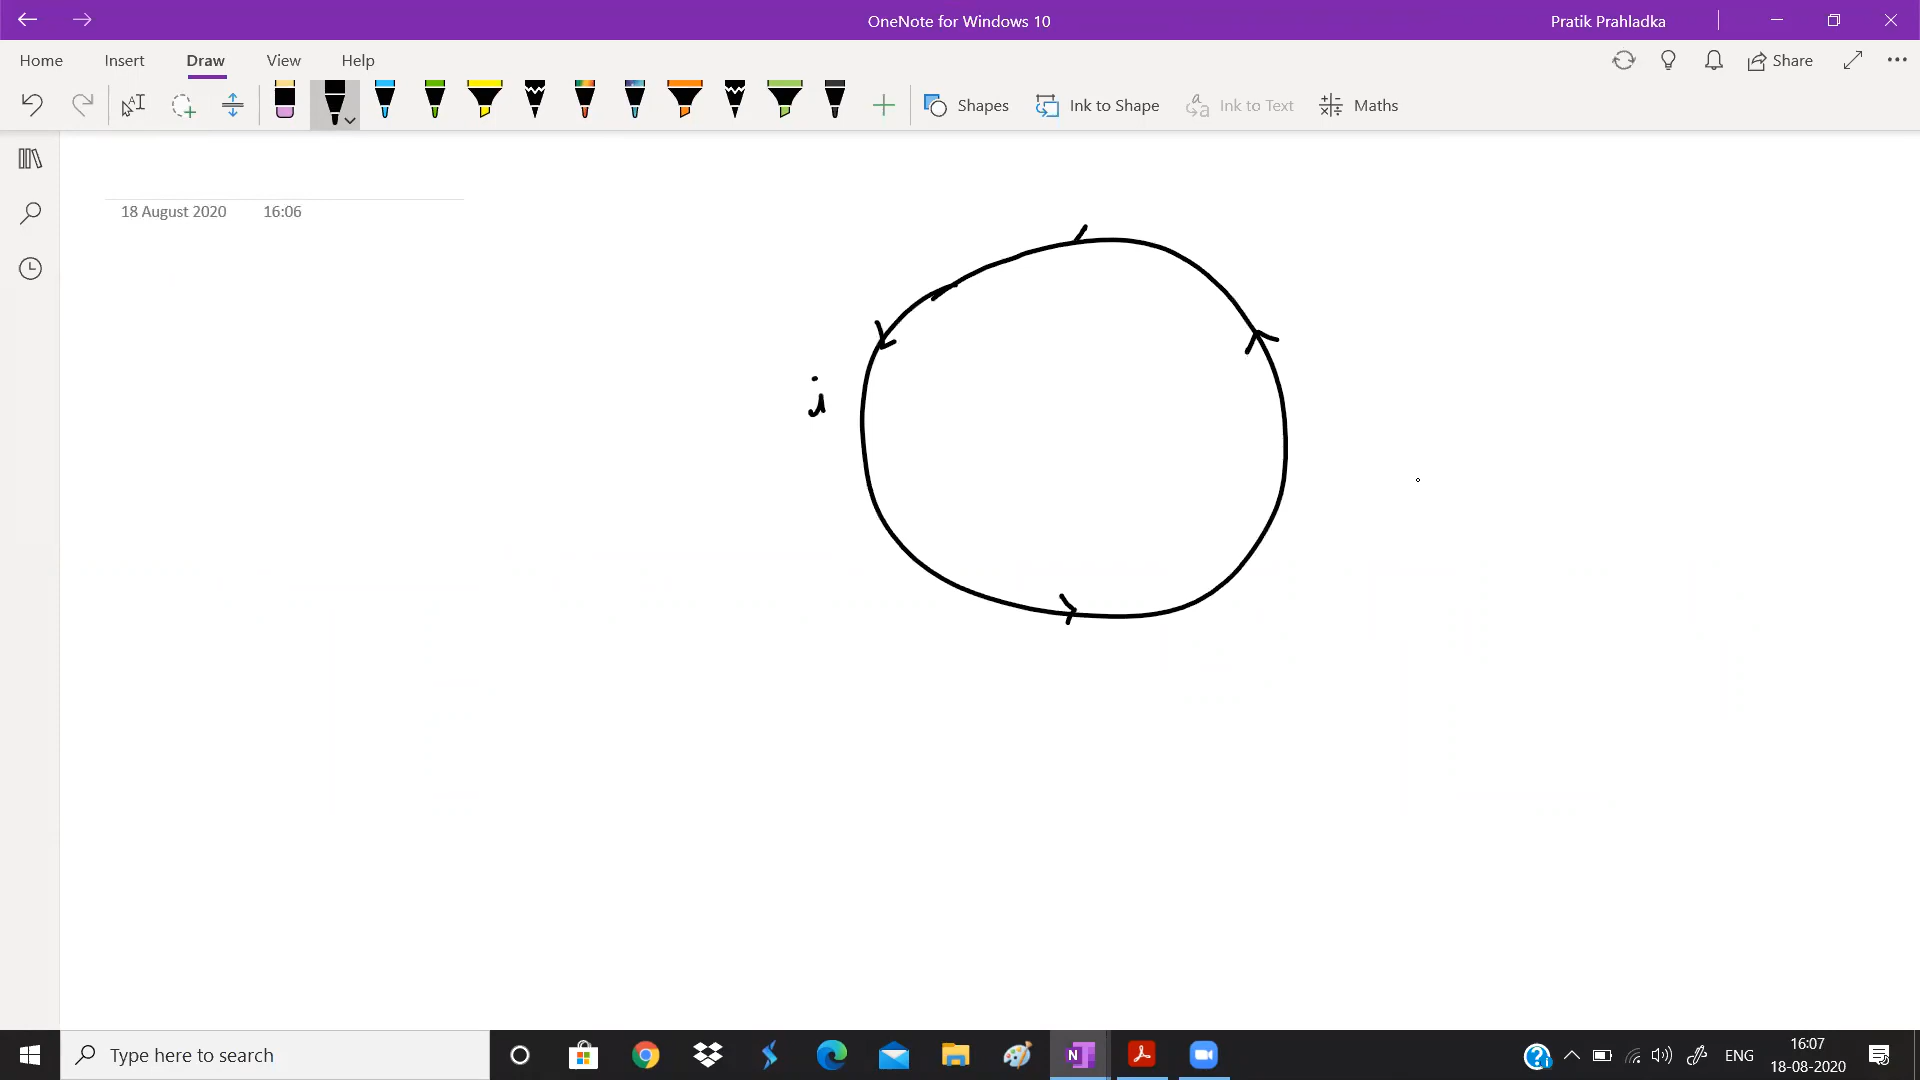 OneNote for Windows 10
Pratik Prahladka
Home Insert Draw View Help
Share
Shapes Ink to Shape Ink to Text Maths
18 August 2020 16:06
i
Type here to search
ENG
16:07
18-08-2020